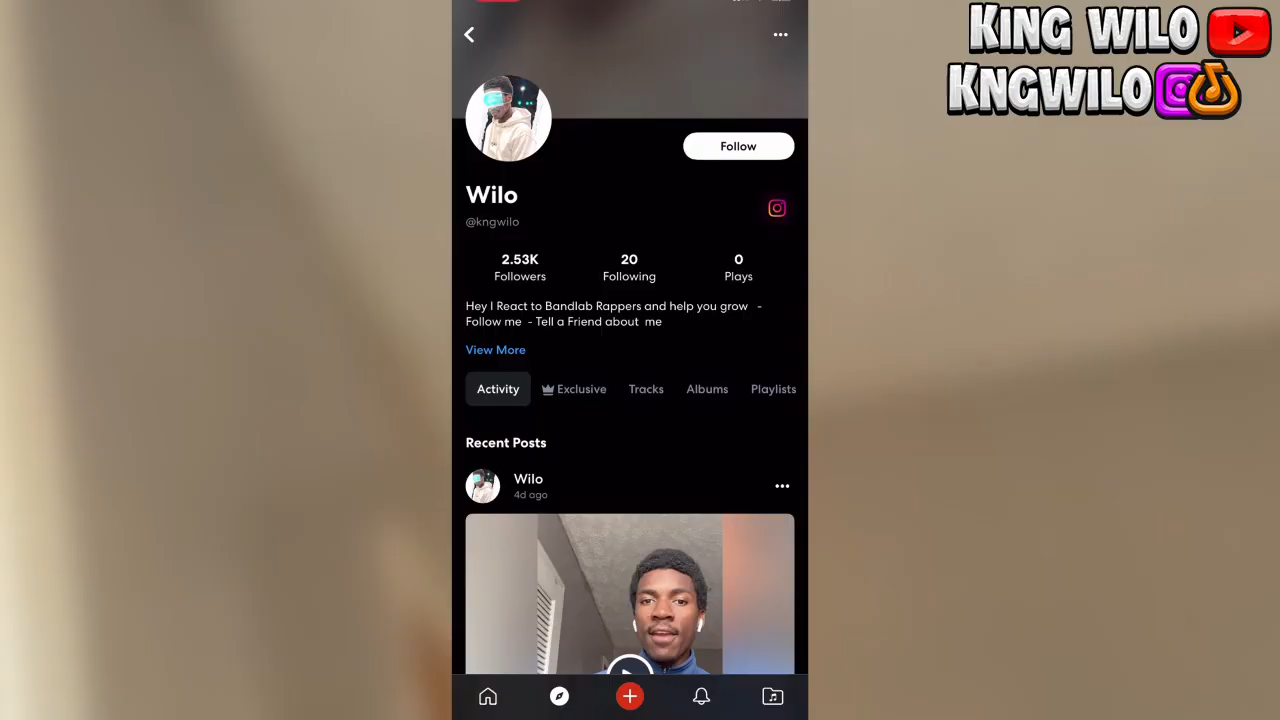 KING WILO
KNGWILO
Follow
Wilo
@kngwilo
2.53K
Followers
20
Following
0
Plays
Hey I React to Bandlab Rappers and help you grow -
Follow me - Tell a Friend about me
View More
Activity
Exclusive
Tracks
Albums
Playlists
Recent Posts
Wilo
4d ago